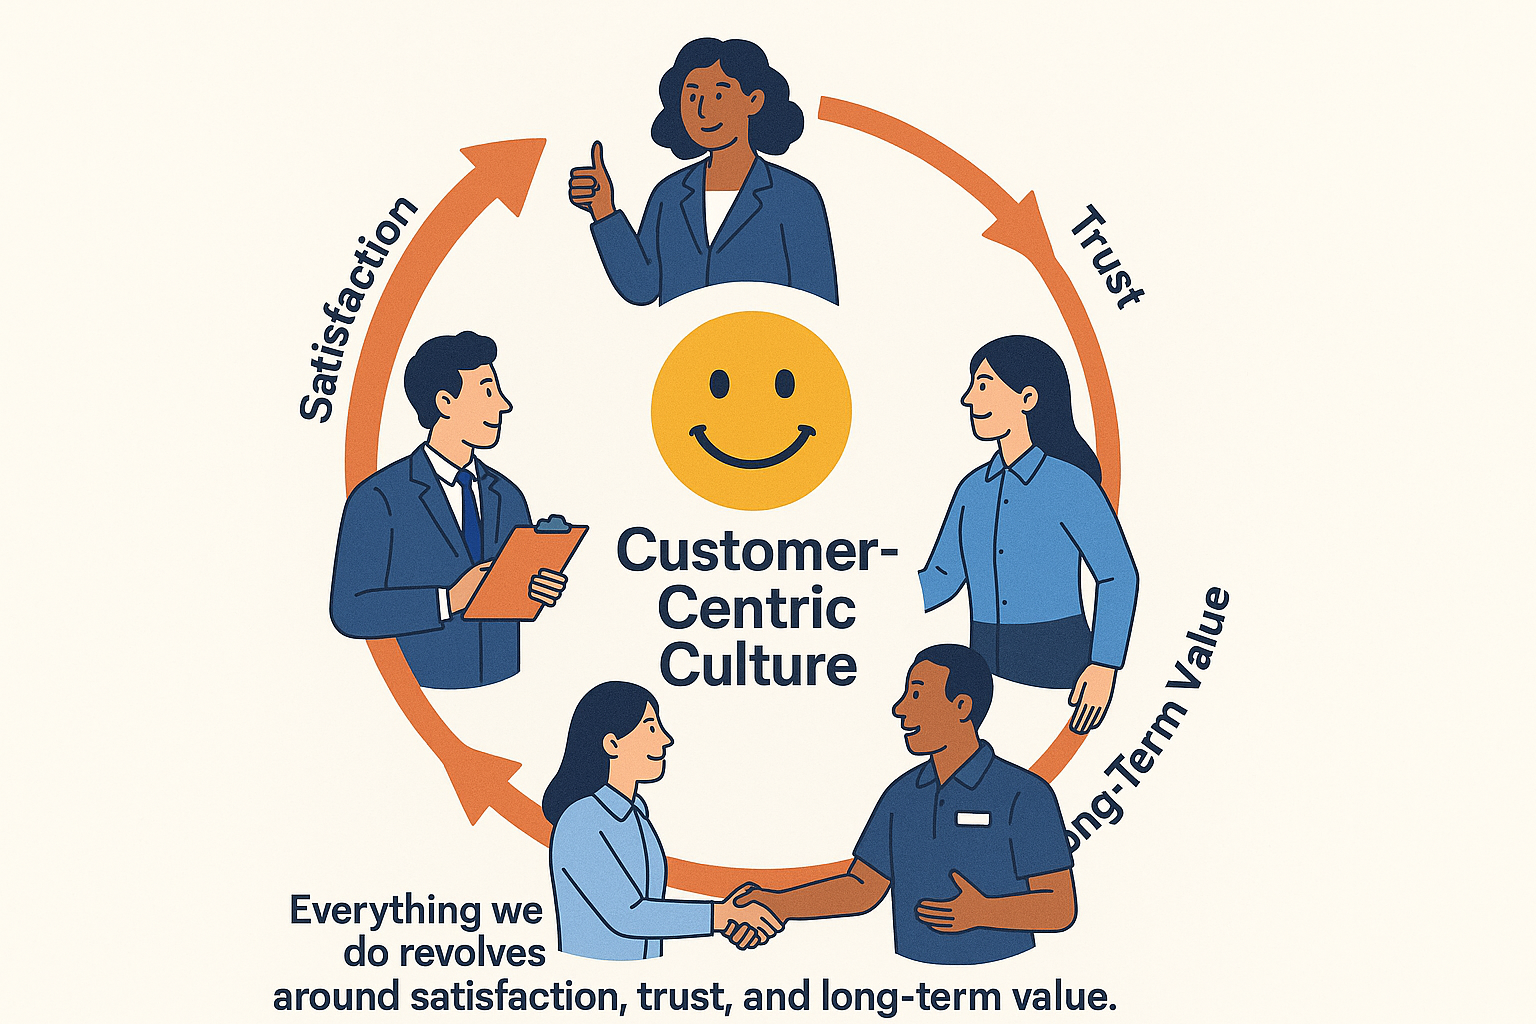 Satisfaction
Trust
Customer-
Centric
Culture
ong-Term Value
Everything we
do revolves
around satisfaction, trust, and long-term value.